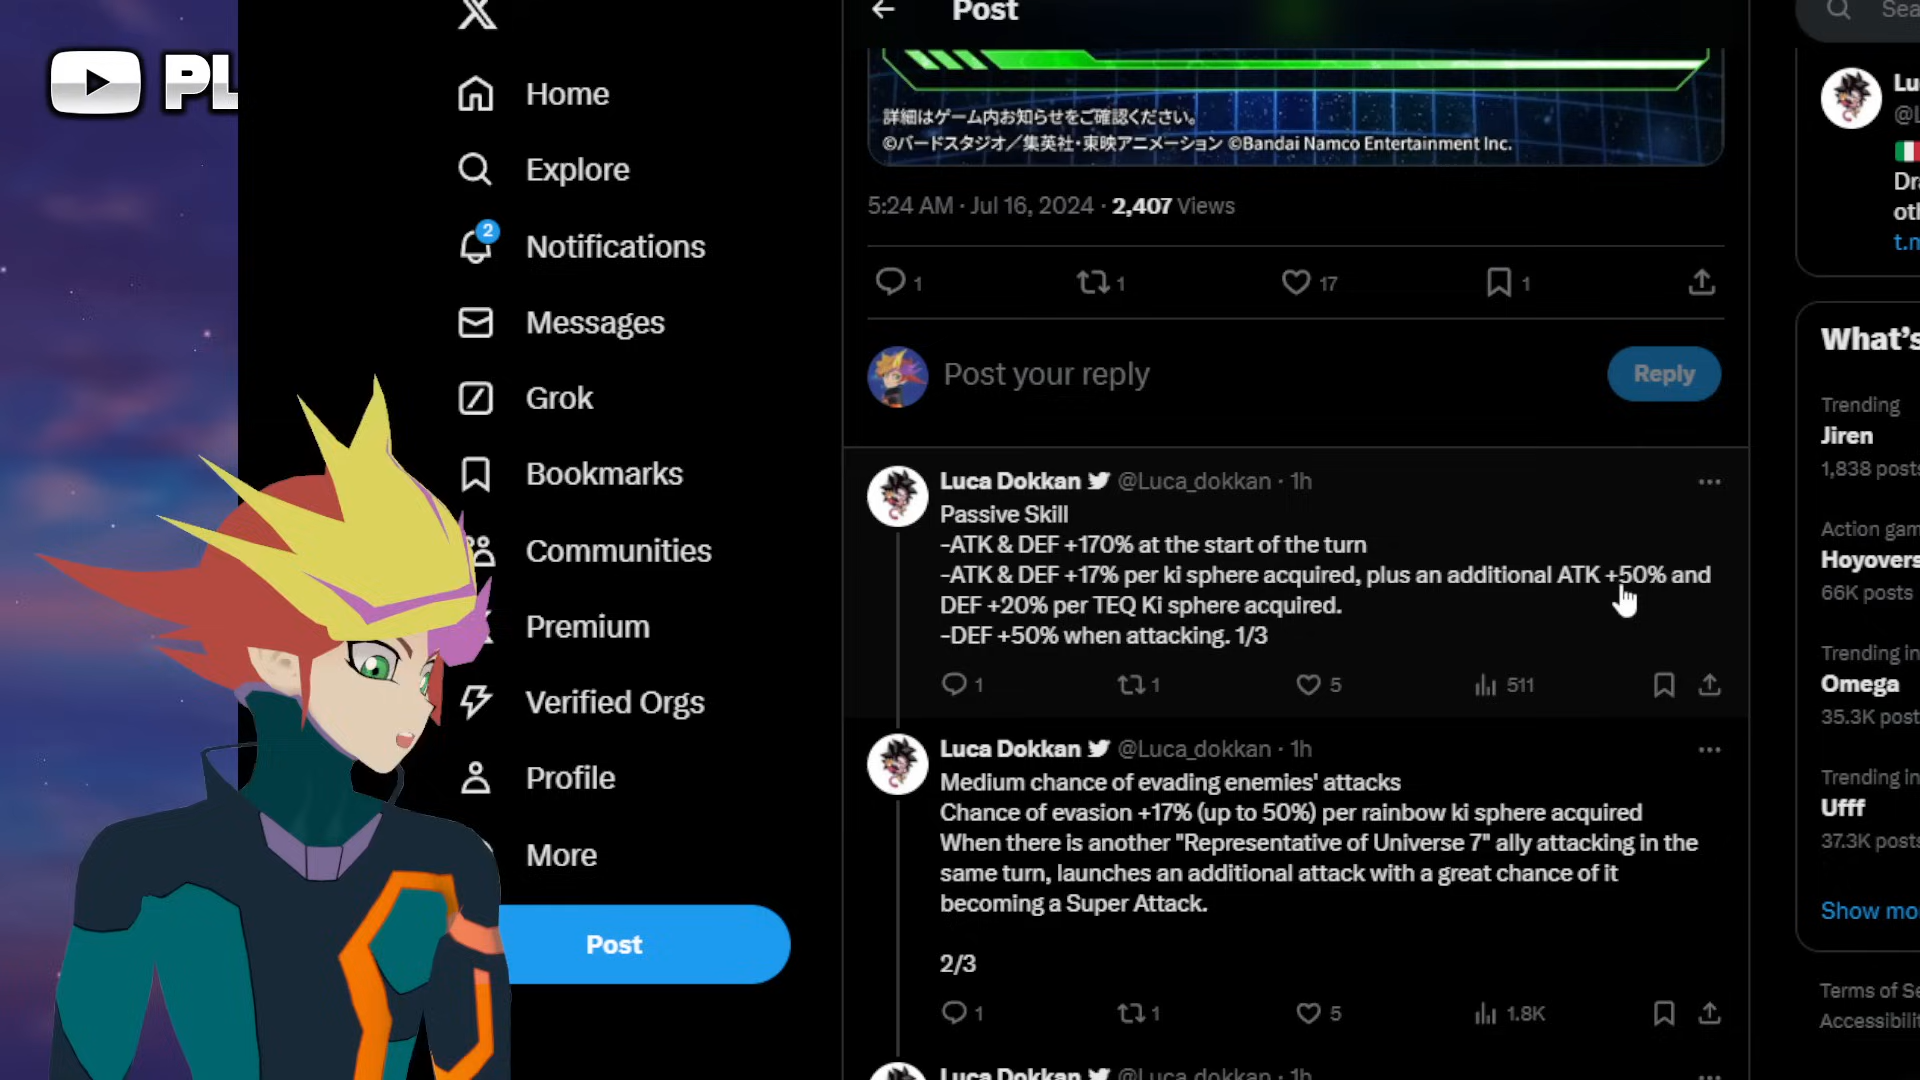 PL
Home
Explore
2
Notifications
Messages
Grok
Bookmarks
Communities
Premium
Verified Orgs
Profile
More
Post
Post
詳細はゲーム内お知らせをご確認ください。
©バードスタジオ／集英社・東映アニメーション ©Bandai Namco Entertainment Inc.
5:24 AM · Jul 16, 2024 · 2,407 Views
1 1 17 1
Post your reply
Reply
Luca Dokkan @Luca_dokkan · 1h
Passive Skill
-ATK & DEF +170% at the start of the turn
-ATK & DEF +17% per ki sphere acquired, plus an additional ATK +50% and
DEF +20% per TEQ Ki sphere acquired.
-DEF +50% when attacking. 1/3
1 1 5 511
Luca Dokkan @Luca_dokkan · 1h
Medium chance of evading enemies' attacks
Chance of evasion +17% (up to 50%) per rainbow ki sphere acquired
When there is another "Representative of Universe 7" ally attacking in the
same turn, launches an additional attack with a great chance of it
becoming a Super Attack.
2/3
1 1 5 1.8K
Luca Dokkan @Luca_dokkan · 1h
Sea
Lu
@L
Dra
oth
t.m
What's
Trending
Jiren
1,838 posts
Action gam
Hoyovers
66K posts
Trending in
Omega
35.3K post
Trending in
Ufff
37.3K posts
Show mo
Terms of Se
Accessibilit